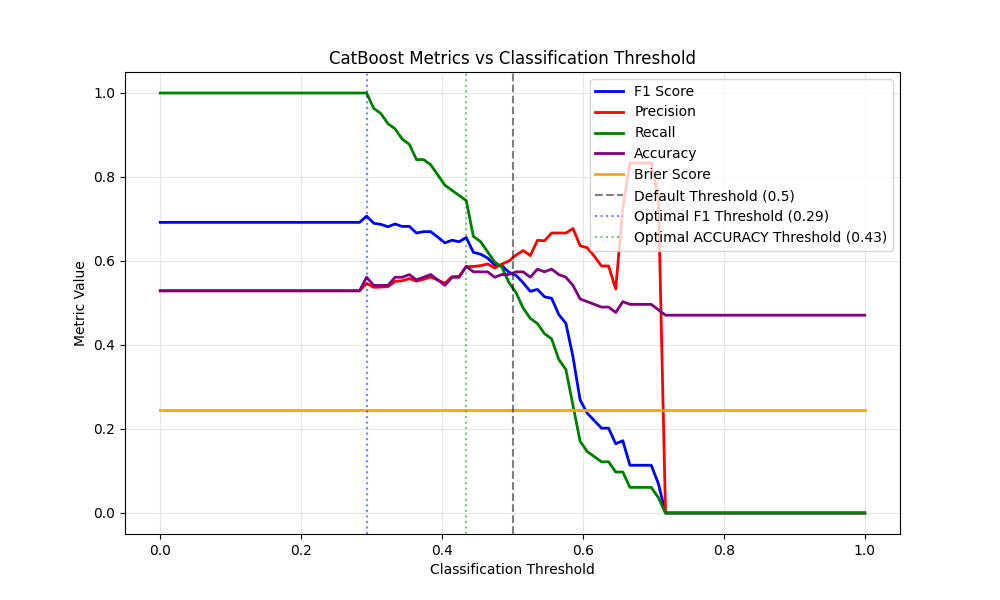 CatBoost Metrics vs Classification Threshold
F1 Score
Precision
Recall
Accuracy
Brier Score
Default Threshold (0.5)
Optimal F1 Threshold (0.29)
Optimal ACCURACY Threshold (0.43)
Metric Value
1.0
0.8
0.6
0.4
0.2
0.0
0.0 0.2 0.4 0.6 0.8 1.0
Classification Threshold